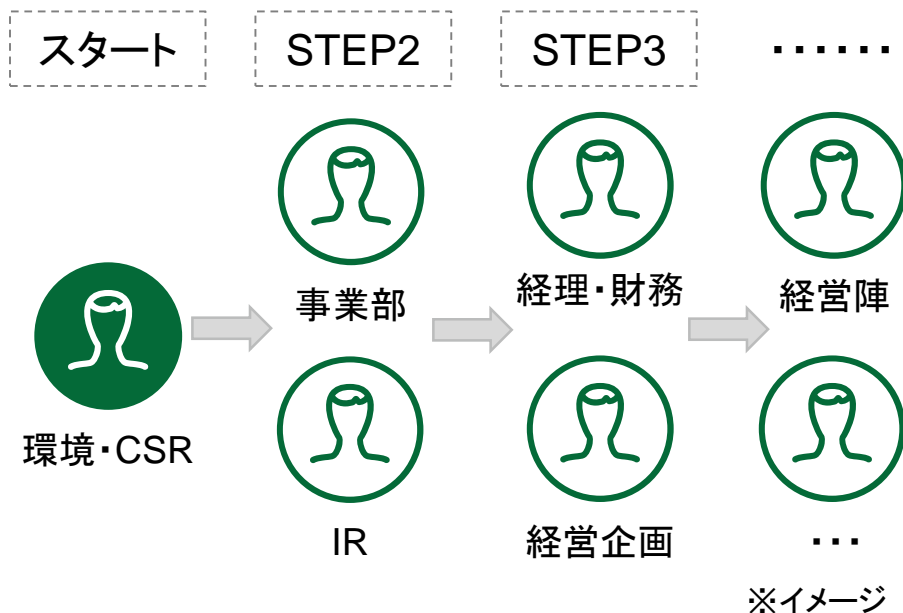 スタート
STEP2
STEP3
・・・・・・
事業部
経理・財務
経営陣
環境・CSR
IR
経営企画
・・・
※イメージ